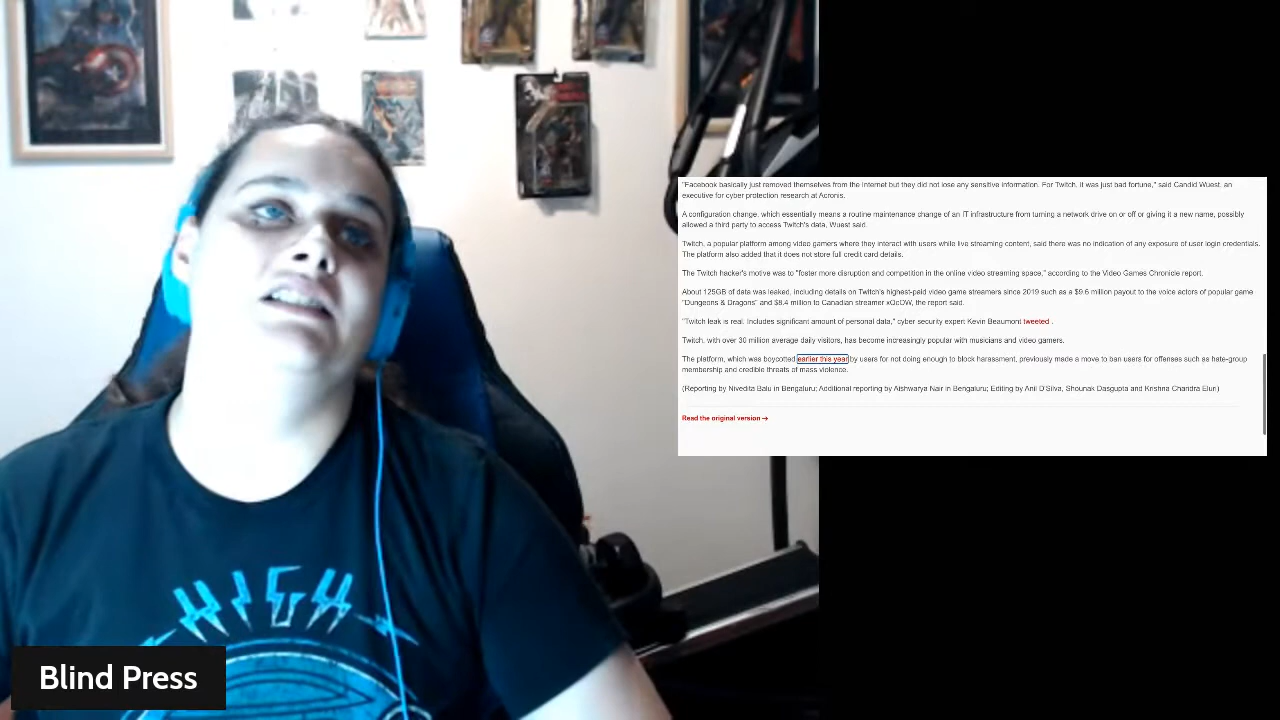 "Facebook basically just removed themselves from the Internet but they did not lose any sensitive information. For Twitch, it was just bad fortune," said Candid Wuest, an
executive for cyber protection research at Acronis.
A configuration change, which essentially means a routine maintenance change of an IT infrastructure from turning a network drive on or off or giving it a new name, possibly
allowed a third party to access Twitch's data, Wuest said.
Twitch, a popular platform among video gamers where they interact with users while live streaming content, said there was no indication of any exposure of user login credentials.
The platform also added that it does not store full credit card details.
The Twitch hacker's motive was to "foster more disruption and competition in the online video streaming space," according to the Video Games Chronicle report.
About 125GB of data was leaked, including details on Twitch's highest-paid video game streamers since 2019 such as a $9.6 million payout to the voice actors of popular game
"Dungeons & Dragons" and $8.4 million to Canadian streamer xQcOW, the report said.
"Twitch leak is real. Includes significant amount of personal data," cyber security expert Kevin Beaumont tweeted .
Twitch, with over 30 million average daily visitors, has become increasingly popular with musicians and video gamers.
The platform, which was boycotted earlier this year by users for not doing enough to block harassment, previously made a move to ban users for offenses such as hate-group
membership and credible threats of mass violence.
(Reporting by Nivedita Balu in Bengaluru; Additional reporting by Aishwarya Nair in Bengaluru; Editing by Anil D'Silva, Shounak Dasgupta and Krishna Chandra Eluri)
Read the original version →
HIGH
Blind Press